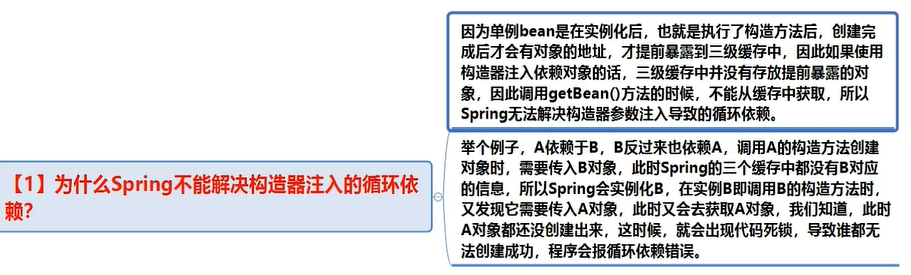 因为单例bean是在实例化后，也就是执行了构造方法后，创建完
成后才会有对象的地址，才提前暴露到三级缓存中，因此如果使用
构造器注入依赖对象的话，三级缓存中并没有存放提前暴露的对
象，因此调用getBean()方法的时候，不能从缓存中获取，所以
Spring无法解决构造器参数注入导致的循环依赖。
【1】为什么Spring不能解决构造器注入的循环依
赖？
举个例子，A依赖于B，B反过来也依赖A，调用A的构造方法创建
对象时，需要传入B对象，此时Spring的三个缓存中都没有B对应
的信息，所以Spring会实例化B，在实例B即调用B的构造方法时，
又发现它需要传入A对象，此时又会去获取A对象，我们知道，此时
A对象都还没创建出来，这时候，就会出现代码死锁，导致谁都无
法创建成功，程序会报循环依赖错误。